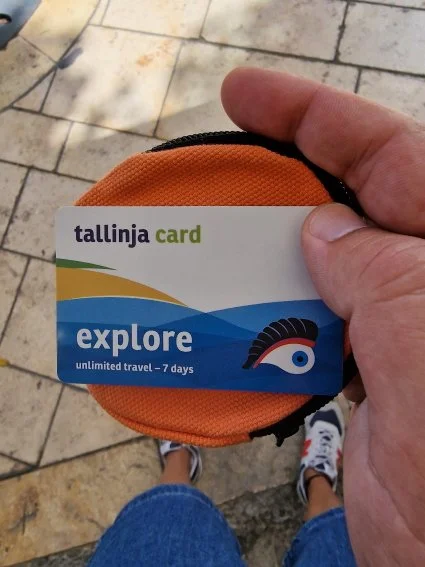 tallinja card
explore
unlimited travel – 7 days